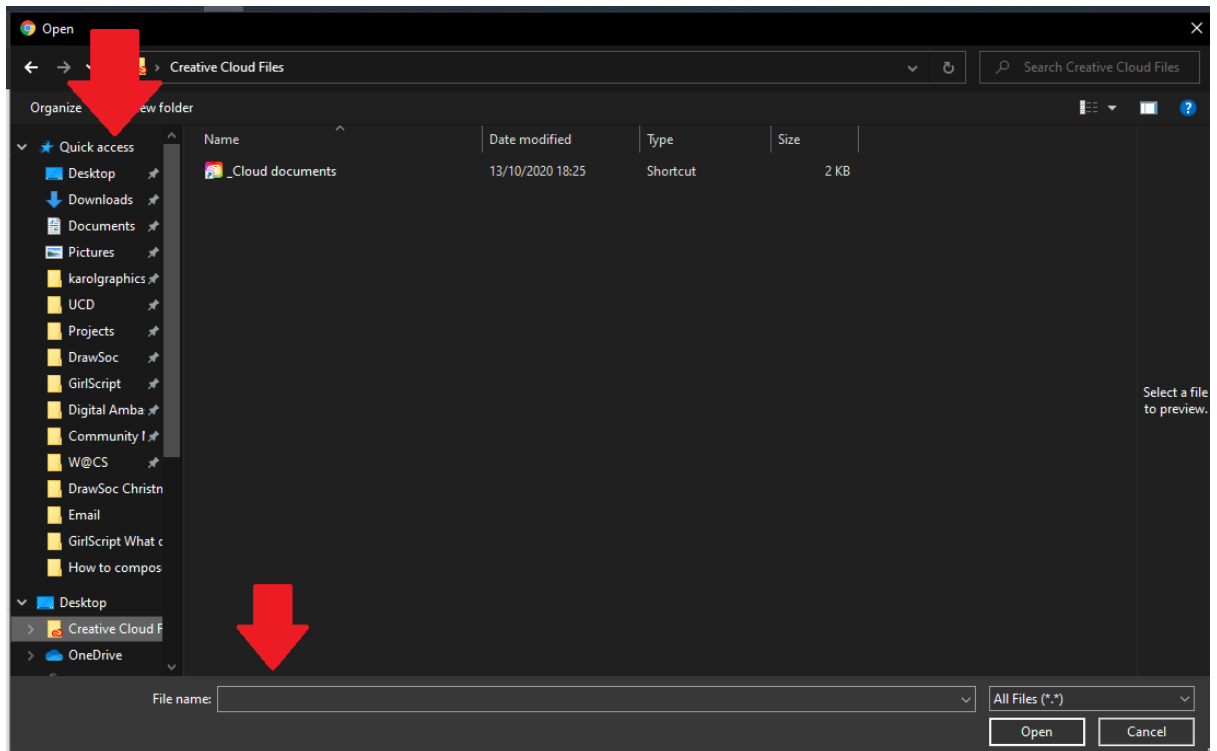 Open
Creative Cloud Files
Search Creative Cloud Files
Organize ew folder
Name Date modified Type Size
_Cloud documents 13/10/2020 18:25 Shortcut 2 KB
Quick access
Desktop
Downloads
Documents
Pictures
karolgraphics
UCD
Projects
DrawSoc
GirlScript
Digital Amba
Community
W@CS
DrawSoc Christn
Email
GirlScript What
How to compos
Desktop
Creative Cloud F
OneDrive
Select a file
to preview.
File name:
All Files (*.*)
Open Cancel